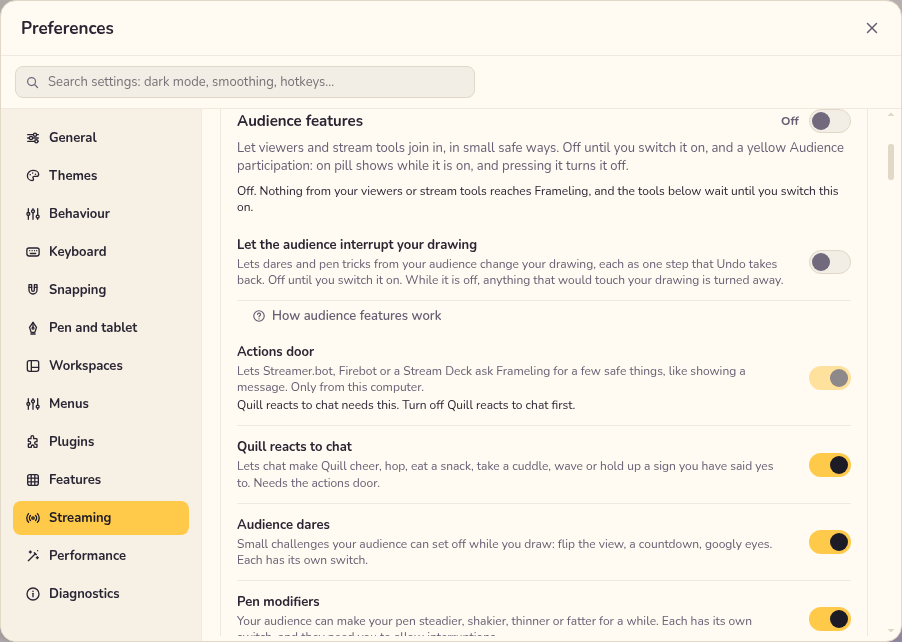 Preferences
Search settings: dark mode, smoothing, hotkeys...
General
Themes
Behaviour
Keyboard
Snapping
Pen and tablet
Workspaces
Menus
Plugins
Features
Streaming
Performance
Diagnostics
Audience features
Off
Let viewers and stream tools join in, in small safe ways. Off until you switch it on, and a yellow Audience
participation: on pill shows while it is on, and pressing it turns it off.
Off. Nothing from your viewers or stream tools reaches Frameling, and the tools below wait until you switch this
on.
Let the audience interrupt your drawing
Lets dares and pen tricks from your audience change your drawing, each as one step that Undo takes
back. Off until you switch it on. While it is off, anything that would touch your drawing is turned away.
How audience features work
Actions door
Lets Streamer.bot, Firebot or a Stream Deck ask Frameling for a few safe things, like showing a
message. Only from this computer.
Quill reacts to chat needs this. Turn off Quill reacts to chat first.
Quill reacts to chat
Lets chat make Quill cheer, hop, eat a snack, take a cuddle, wave or hold up a sign you have said yes
to. Needs the actions door.
Audience dares
Small challenges your audience can set off while you draw: flip the view, a countdown, googly eyes.
Each has its own switch.
Pen modifiers
Your audience can make your pen steadier, shakier, thinner or fatter for a while. Each has its own
switch, and they need you to allow interruptions.